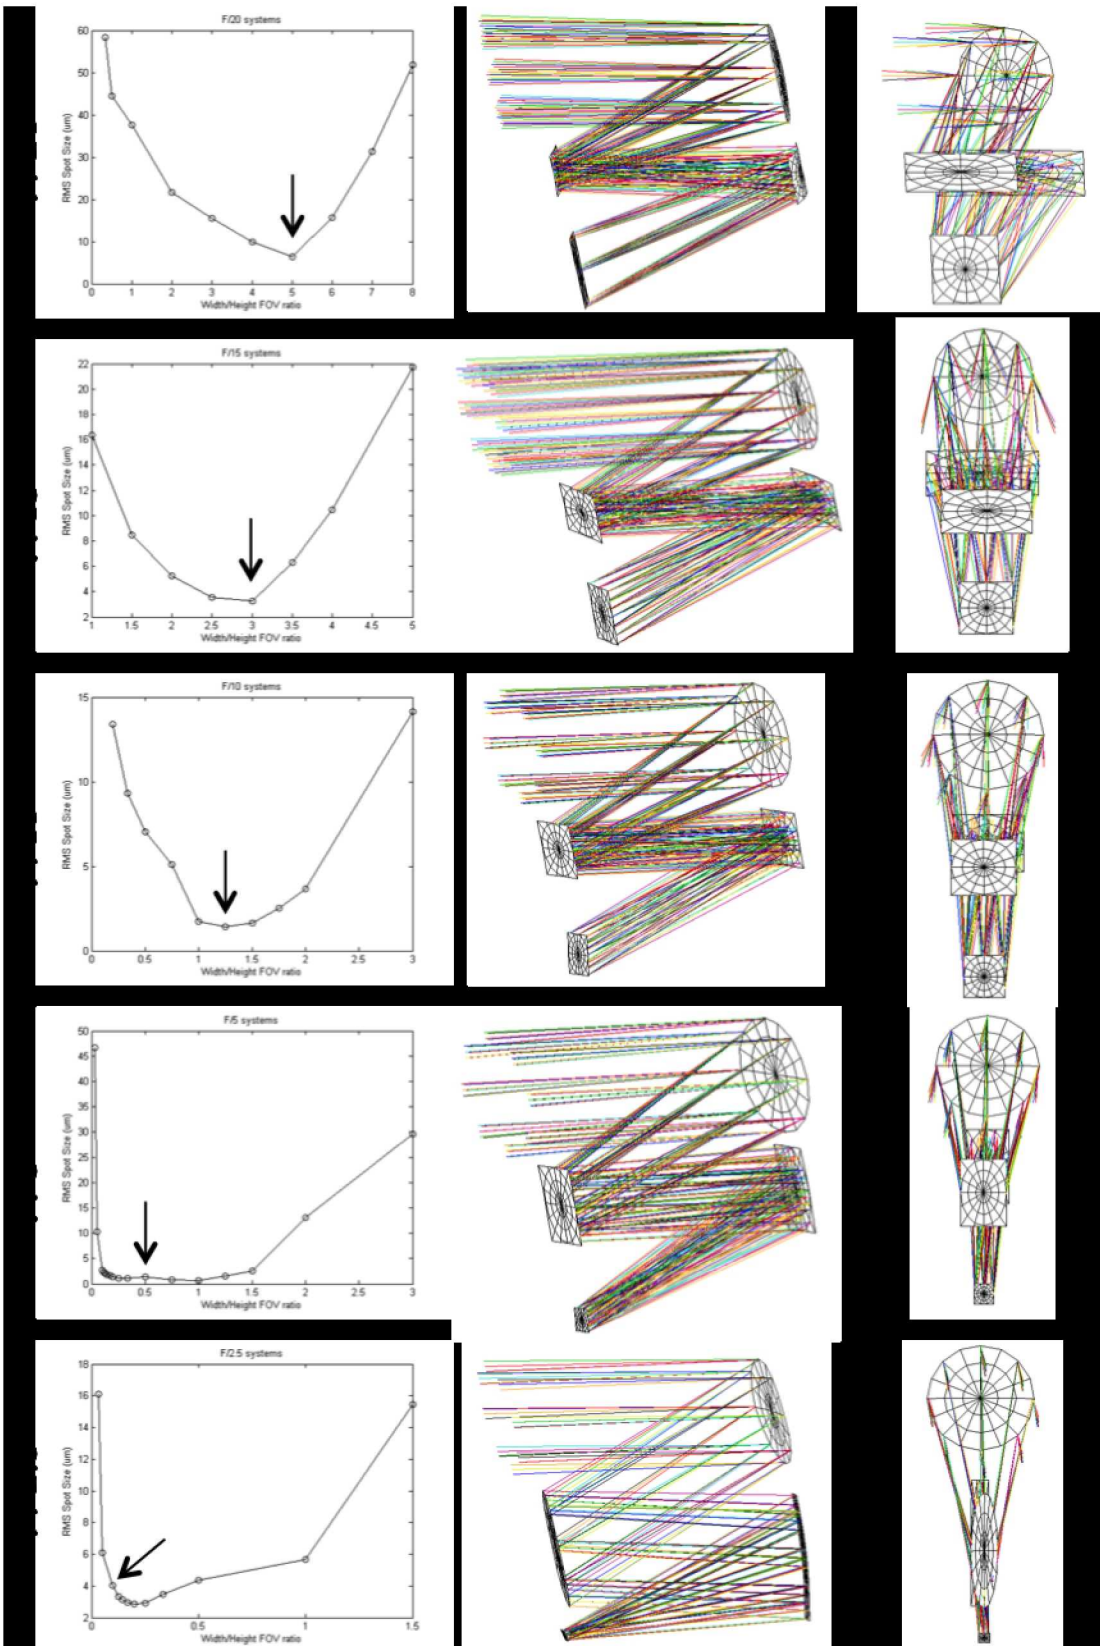 F/20 systems
60
50
40
30
20
10
0
RMS Spot Size (um)
0 1 2 3 4 5 6 7 8
Width/Height FOV ratio
F/15 systems
22
20
18
16
14
12
10
8
6
4
2
RMS Spot Size (um)
1 1.5 2 2.5 3 3.5 4 4.5 5
Width/Height FOV ratio
F/10 systems
15
10
5
0
RMS Spot Size (um)
0 0.5 1 1.5 2 2.5 3
Width/Height FOV ratio
F/5 systems
50
45
40
35
30
25
20
15
10
5
0
RMS Spot Size (um)
0 0.5 1 1.5 2 2.5 3
Width/Height FOV ratio
F/2.5 systems
18
16
14
12
10
8
6
4
2
RMS Spot Size (um)
0 0.5 1 1.5
Width/Height FOV ratio